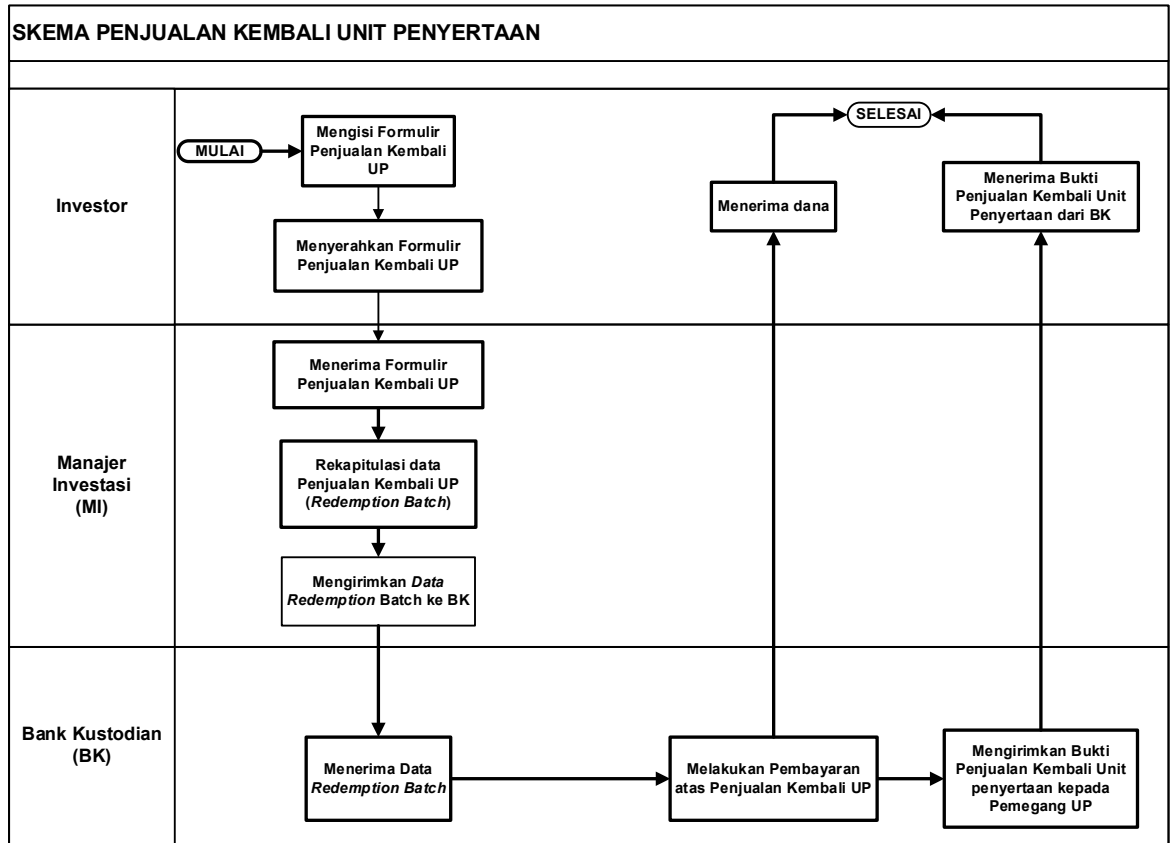 SKEMA PENJUALAN KEMBALI UNIT PENYERTAAN
Investor
MULAI
Mengisi Formulir
Penjualan Kembali
UP
Menyerahkan Formulir
Penjualan Kembali UP
Menerima dana
SELESAI
Menerima Bukti
Penjualan Kembali Unit
Penyertaan dari BK
Manajer
Investasi
(MI)
Menerima Formulir
Penjualan Kembali UP
Rekapitulasi data
Penjualan Kembali UP
(Redemption Batch)
Mengirimkan Data
Redemption Batch ke BK
Bank Kustodian
(BK)
Menerima Data
Redemption Batch
Melakukan Pembayaran
atas Penjualan Kembali UP
Mengirimkan Bukti
Penjualan Kembali Unit
penyertaan kepada
Pemegang UP